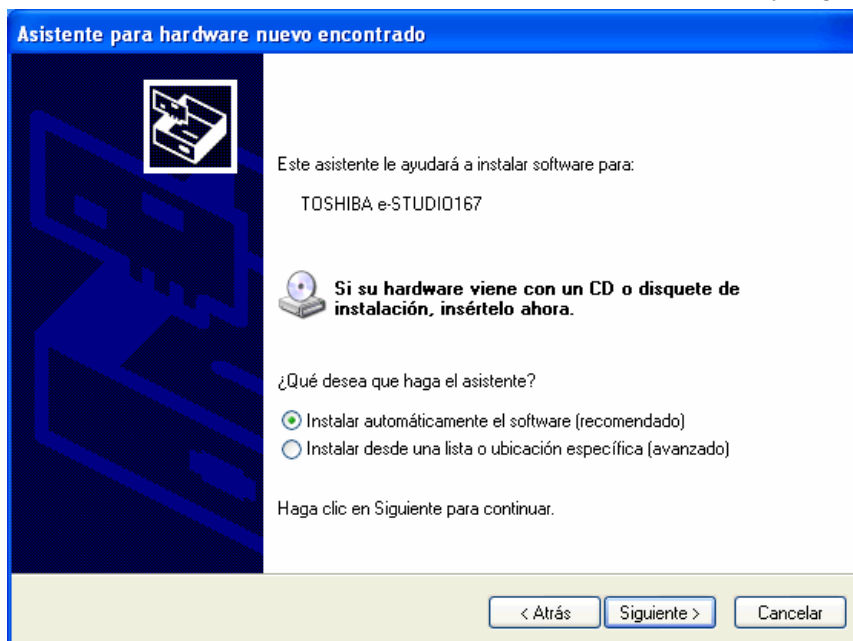 Asistente para hardware nuevo encontrado
Este asistente le ayudará a instalar software para:
TOSHIBA e-STUDIO167
Si su hardware viene con un CD o disquete de
instalación, insértelo ahora.
¿Qué desea que haga el asistente?
Instalar automáticamente el software (recomendado)
Instalar desde una lista o ubicación específica (avanzado)
Haga clic en Siguiente para continuar.
< Atrás Siguiente > Cancelar